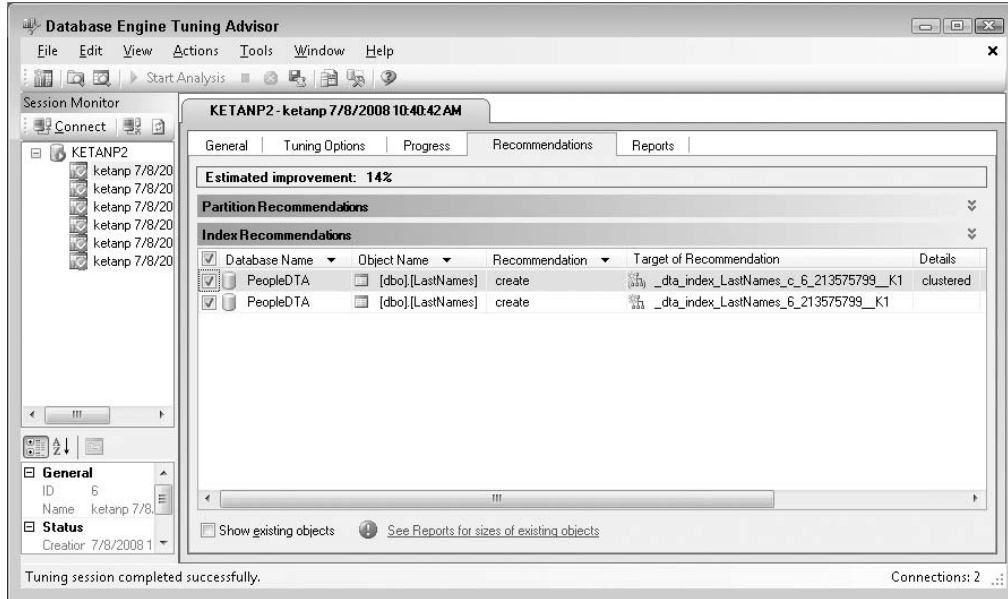 Database Engine Tuning Advisor
File Edit View Actions Tools Window Help
Start Analysis
Session Monitor
Connect
KETANP2
ketanp 7/8/20
ketanp 7/8/20
ketanp 7/8/20
ketanp 7/8/20
ketanp 7/8/20
ketanp 7/8/20
General
ID 6
Name ketanp 7/8.
Status
Creation 7/8/2008 1
KETANP2 - ketanp 7/8/2008 10:40:42 AM
General Tuning Options Progress Recommendations Reports
Estimated improvement: 14%
Partition Recommendations
Index Recommendations
Database Name Object Name Recommendation Target of Recommendation Details
PeopleDTA [dbo].[LastNames] create _dta_index_LastNames_c_6_213575799__K1 clustered
PeopleDTA [dbo].[LastNames] create _dta_index_LastNames_6_213575799__K1
Show existing objects See Reports for sizes of existing objects
Tuning session completed successfully. Connections: 2